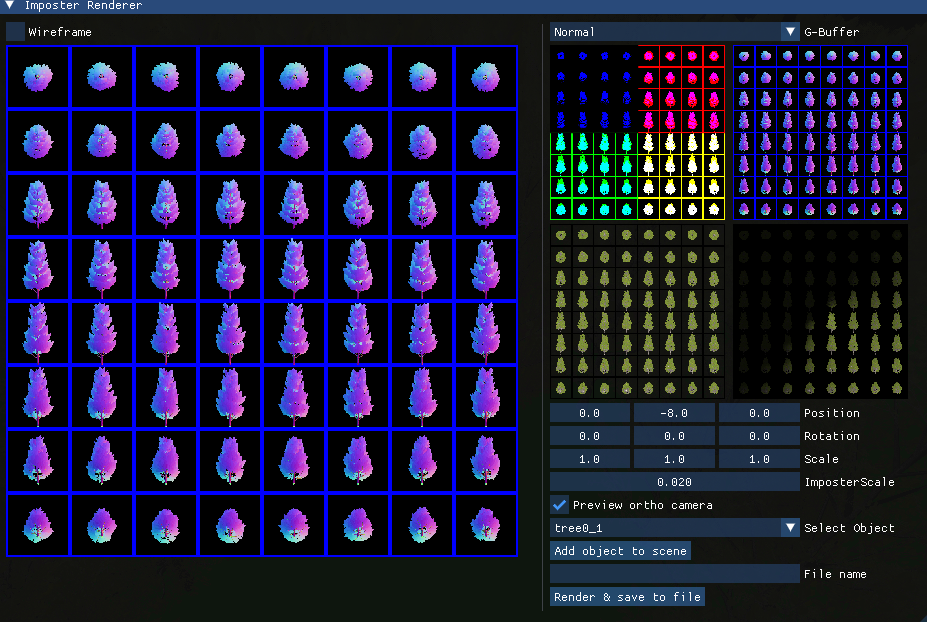 Imposter Renderer
Wireframe
Normal G-Buffer
0.0 -8.0 0.0 Position
0.0 0.0 0.0 Rotation
1.0 1.0 1.0 Scale
0.020 ImposterScale
Preview ortho camera
tree0_1 Select Object
Add object to scene
File name
Render & save to file